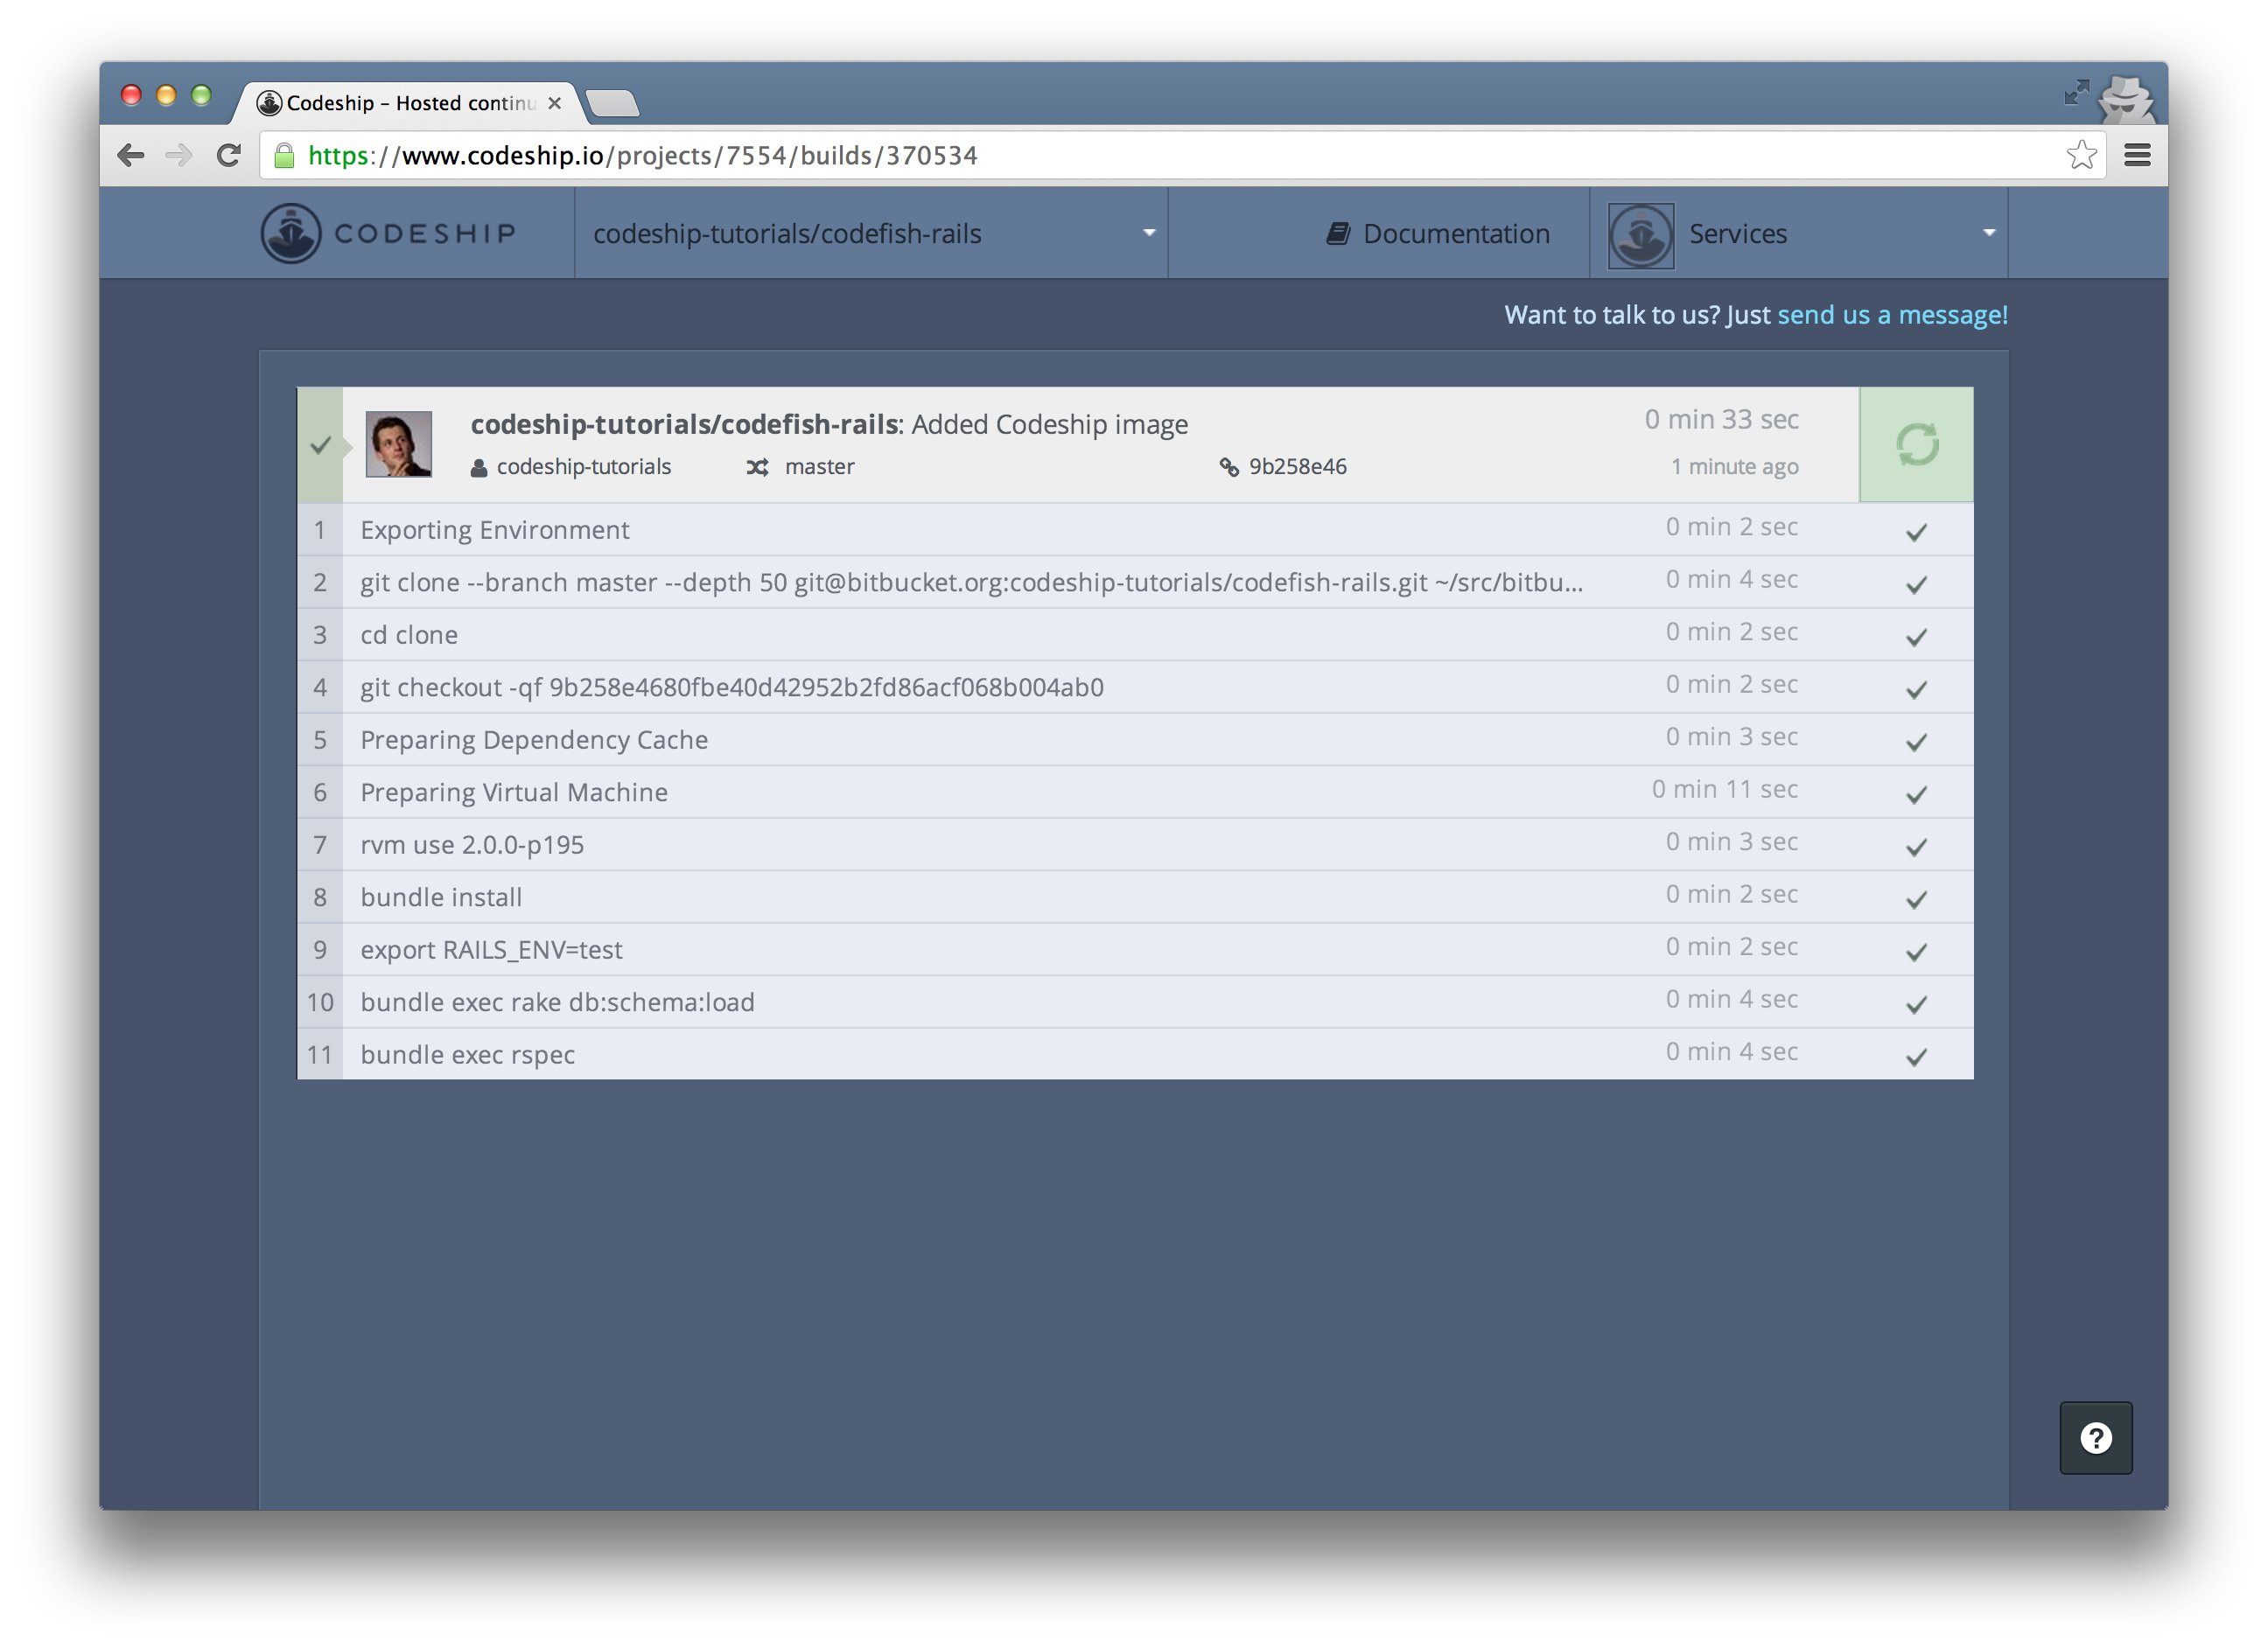 Codeship – Hosted continu
https://www.codeship.io/projects/7554/builds/370534
CODESHIP
codeship-tutorials/codefish-rails
Documentation
Services
Want to talk to us? Just send us a message!
codeship-tutorials/codefish-rails: Added Codeship image
0 min 33 sec
codeship-tutorials
master
9b258e46
1 minute ago
1 Exporting Environment 0 min 2 sec
2 git clone --branch master --depth 50 git@bitbucket.org:codeship-tutorials/codefish-rails.git ~/src/bitbu... 0 min 4 sec
3 cd clone 0 min 2 sec
4 git checkout -qf 9b258e4680fbe40d42952b2fd86acf068b004ab0 0 min 2 sec
5 Preparing Dependency Cache 0 min 3 sec
6 Preparing Virtual Machine 0 min 11 sec
7 rvm use 2.0.0-p195 0 min 3 sec
8 bundle install 0 min 2 sec
9 export RAILS_ENV=test 0 min 2 sec
10 bundle exec rake db:schema:load 0 min 4 sec
11 bundle exec rspec 0 min 4 sec
?